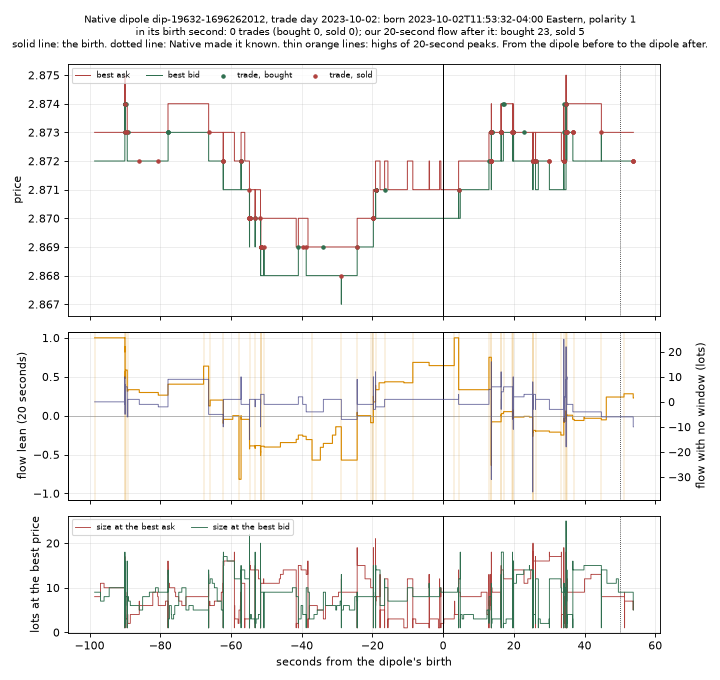 Native dipole dip-19632-1696262012, trade day 2023-10-02: born 2023-10-02T11:53:32-04:00 Eastern, polarity 1
in its birth second: 0 trades (bought 0, sold 0); our 20-second flow after it: bought 23, sold 5
solid line: the birth. dotted line: Native made it known. thin orange lines: highs of 20-second peaks. From the dipole before to the dipole after.
best ask
best bid
trade, bought
trade, sold
2.875
2.874
2.873
2.872
2.871
2.870
2.869
2.868
2.867
price
1.0
0.5
0.0
−0.5
−1.0
flow lean (20 seconds)
20
10
0
−10
−20
−30
flow with no window (lots)
size at the best ask
size at the best bid
20
10
0
lots at the best price
−100
−80
−60
−40
−20
0
20
40
60
seconds from the dipole's birth